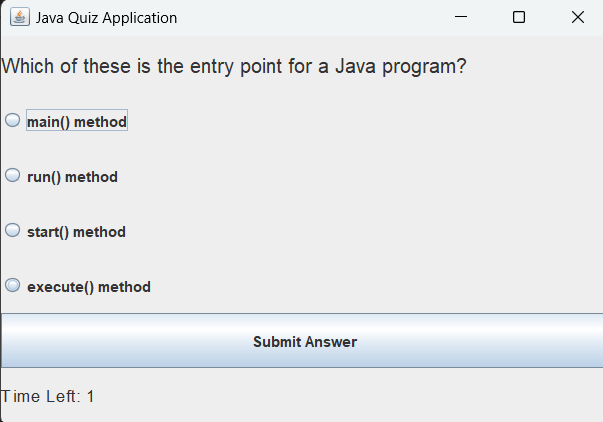 Java Quiz Application
Which of these is the entry point for a Java program?
main() method
run() method
start() method
execute() method
Submit Answer
Time Left: 1